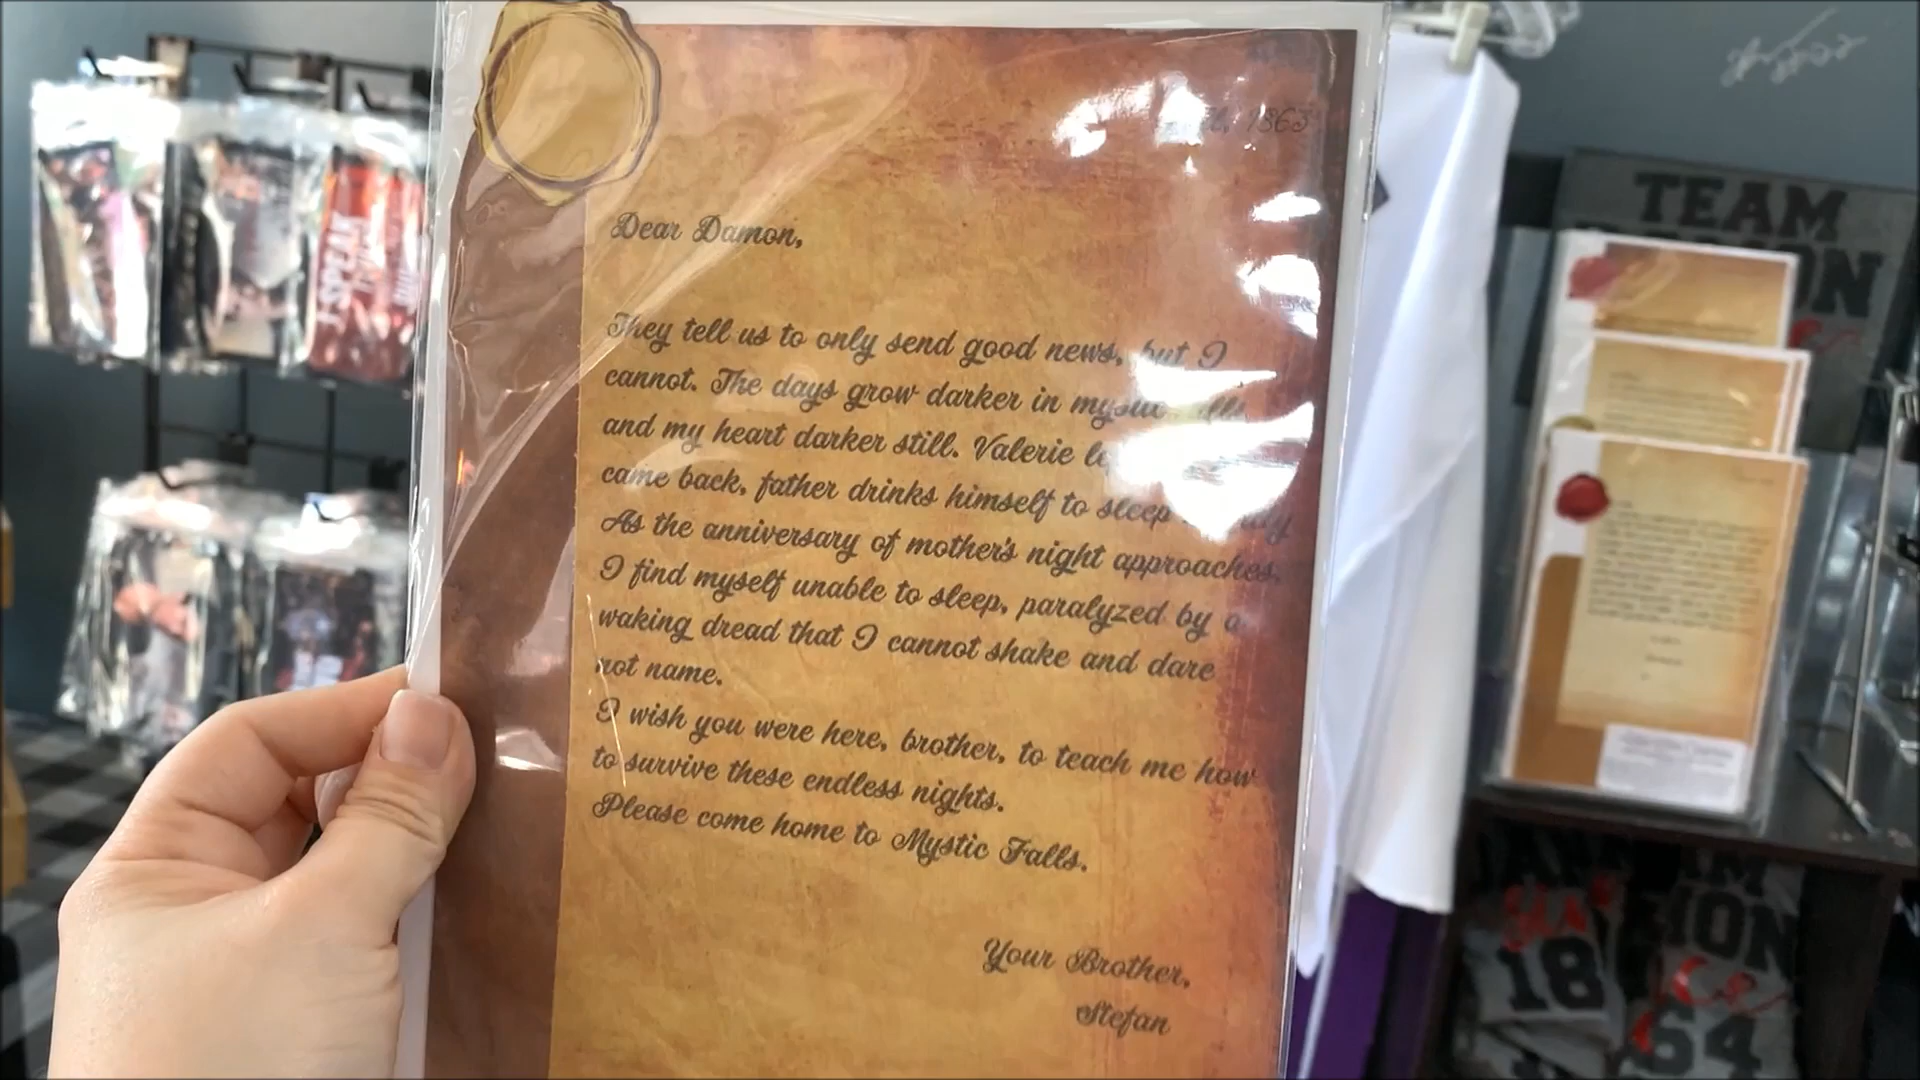 1863
Dear Damon,
They tell us to only send good news, but I
cannot. The days grow darker in mystic
and my heart darker still. Valerie
came back, father drinks himself to sleep
As the anniversary of mother's night approaches,
I find myself unable to sleep, paralyzed by a
waking dread that I cannot shake and dare
not name.
I wish you were here, brother, to teach me how
to survive these endless nights.
Please come home to Mystic Falls.
Your Brother,
Stefan
I SPEAK
TEAM
18
64